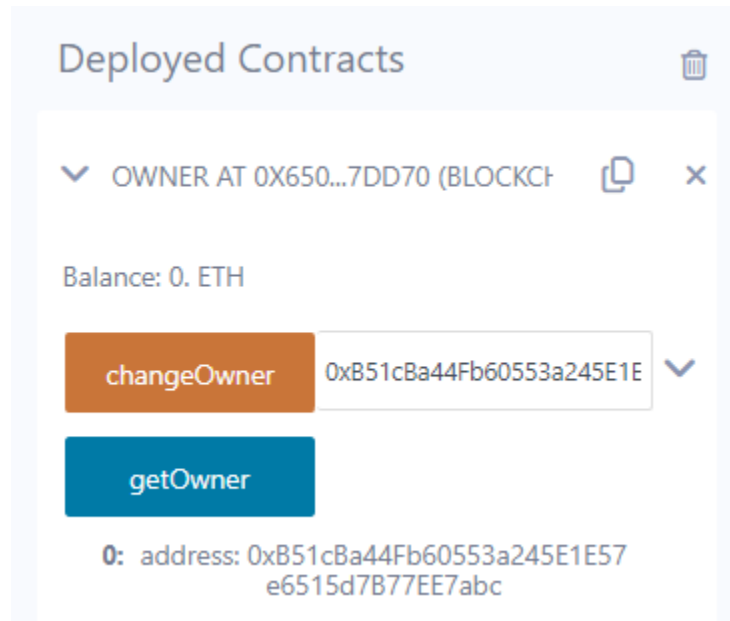 Deployed Contracts
OWNER AT 0X650...7DD70 (BLOCKCH
Balance: 0. ETH
changeOwner 0xB51cBa44Fb60553a245E1E
getOwner
0: address: 0xB51cBa44Fb60553a245E1E57
e6515d7B77EE7abc